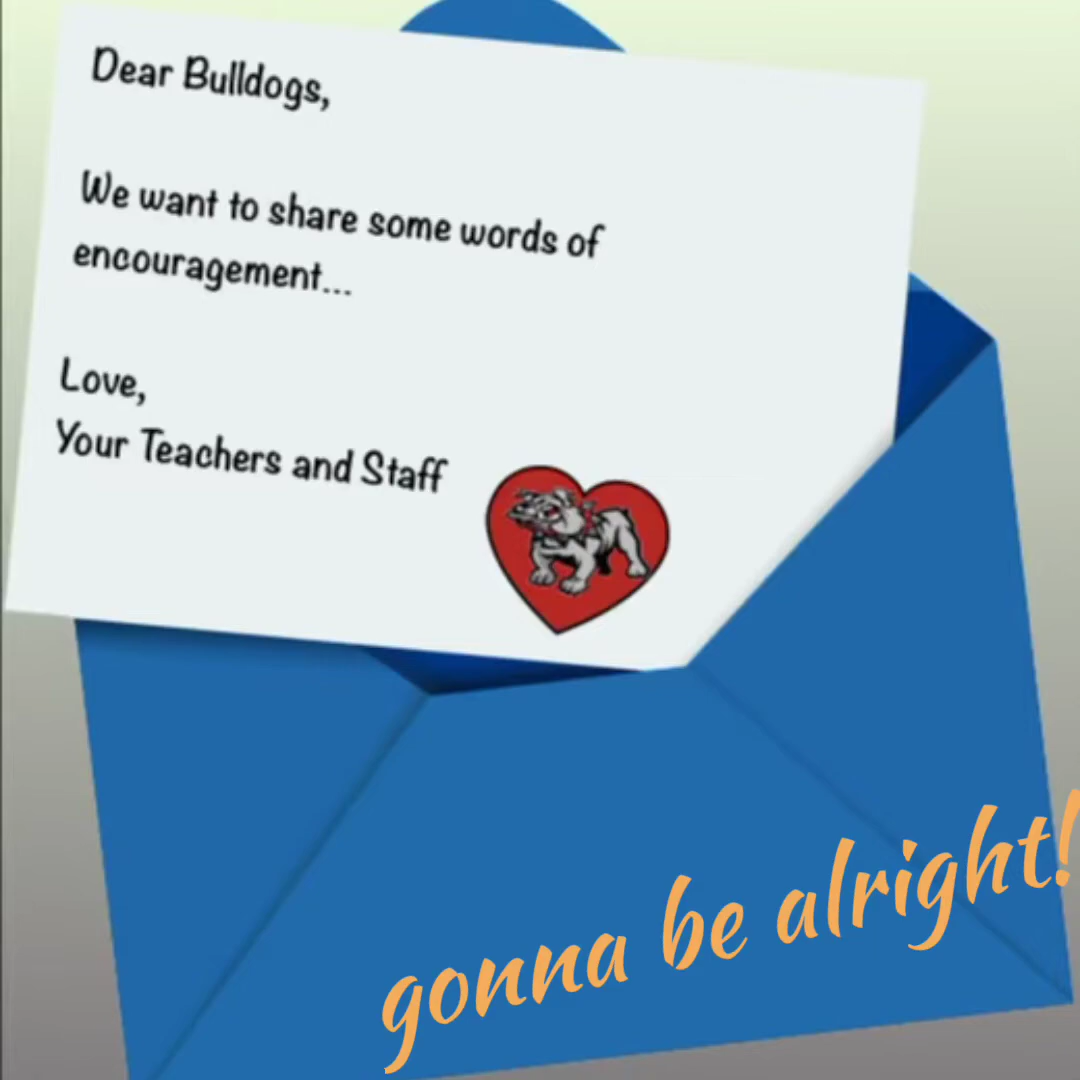 Dear Bulldogs,
We want to share some words of
encouragement...
Love,
Your Teachers and Staff
gonna be alright!